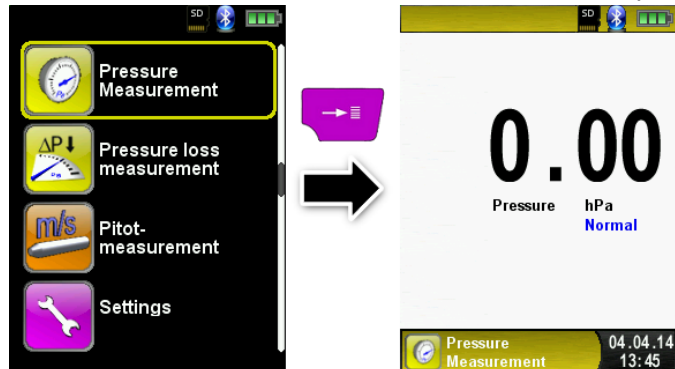 SD
Pressure
Measurement
ΔP
Pa
Pressure loss
measurement
m/s
Pitot-
measurement
Settings
SD
0.00
Pressure hPa
Normal
Pressure
Measurement
04.04.14
13:45